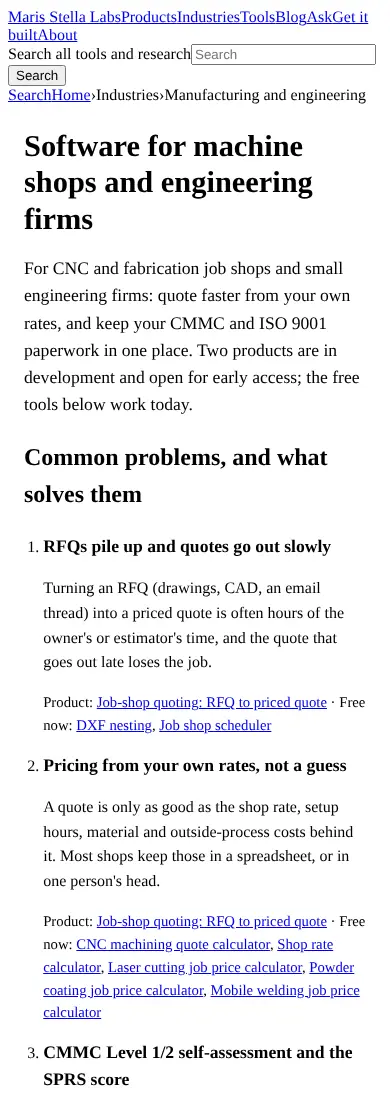 Maris Stella LabsProductsIndustriesToolsBlogAskGet it
builtAbout
Search all tools and research Search
Search
SearchHome›Industries›Manufacturing and engineering
Software for machine
shops and engineering
firms
For CNC and fabrication job shops and small
engineering firms: quote faster from your own
rates, and keep your CMMC and ISO 9001
paperwork in one place. Two products are in
development and open for early access; the free
tools below work today.
Common problems, and what
solves them
1. RFQs pile up and quotes go out slowly
Turning an RFQ (drawings, CAD, an email
thread) into a priced quote is often hours of the
owner's or estimator's time, and the quote that
goes out late loses the job.
Product: Job-shop quoting: RFQ to priced quote · Free
now: DXF nesting, Job shop scheduler
2. Pricing from your own rates, not a guess
A quote is only as good as the shop rate, setup
hours, material and outside-process costs behind
it. Most shops keep those in a spreadsheet, or in
one person's head.
Product: Job-shop quoting: RFQ to priced quote · Free
now: CNC machining quote calculator, Shop rate
calculator, Laser cutting job price calculator, Powder
coating job price calculator, Mobile welding job price
calculator
3. CMMC Level 1/2 self-assessment and the
SPRS score